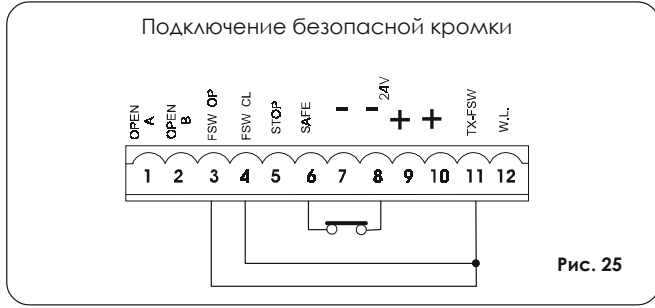 Подключение безопасной кромки
OPEN A
OPEN B
FSW OP
FSW CL
STOP
SAFE
-
-
24V
+
+
TX-FSW
W.L.
1 2 3 4 5 6 7 8 9 10 11 12
Рис. 25